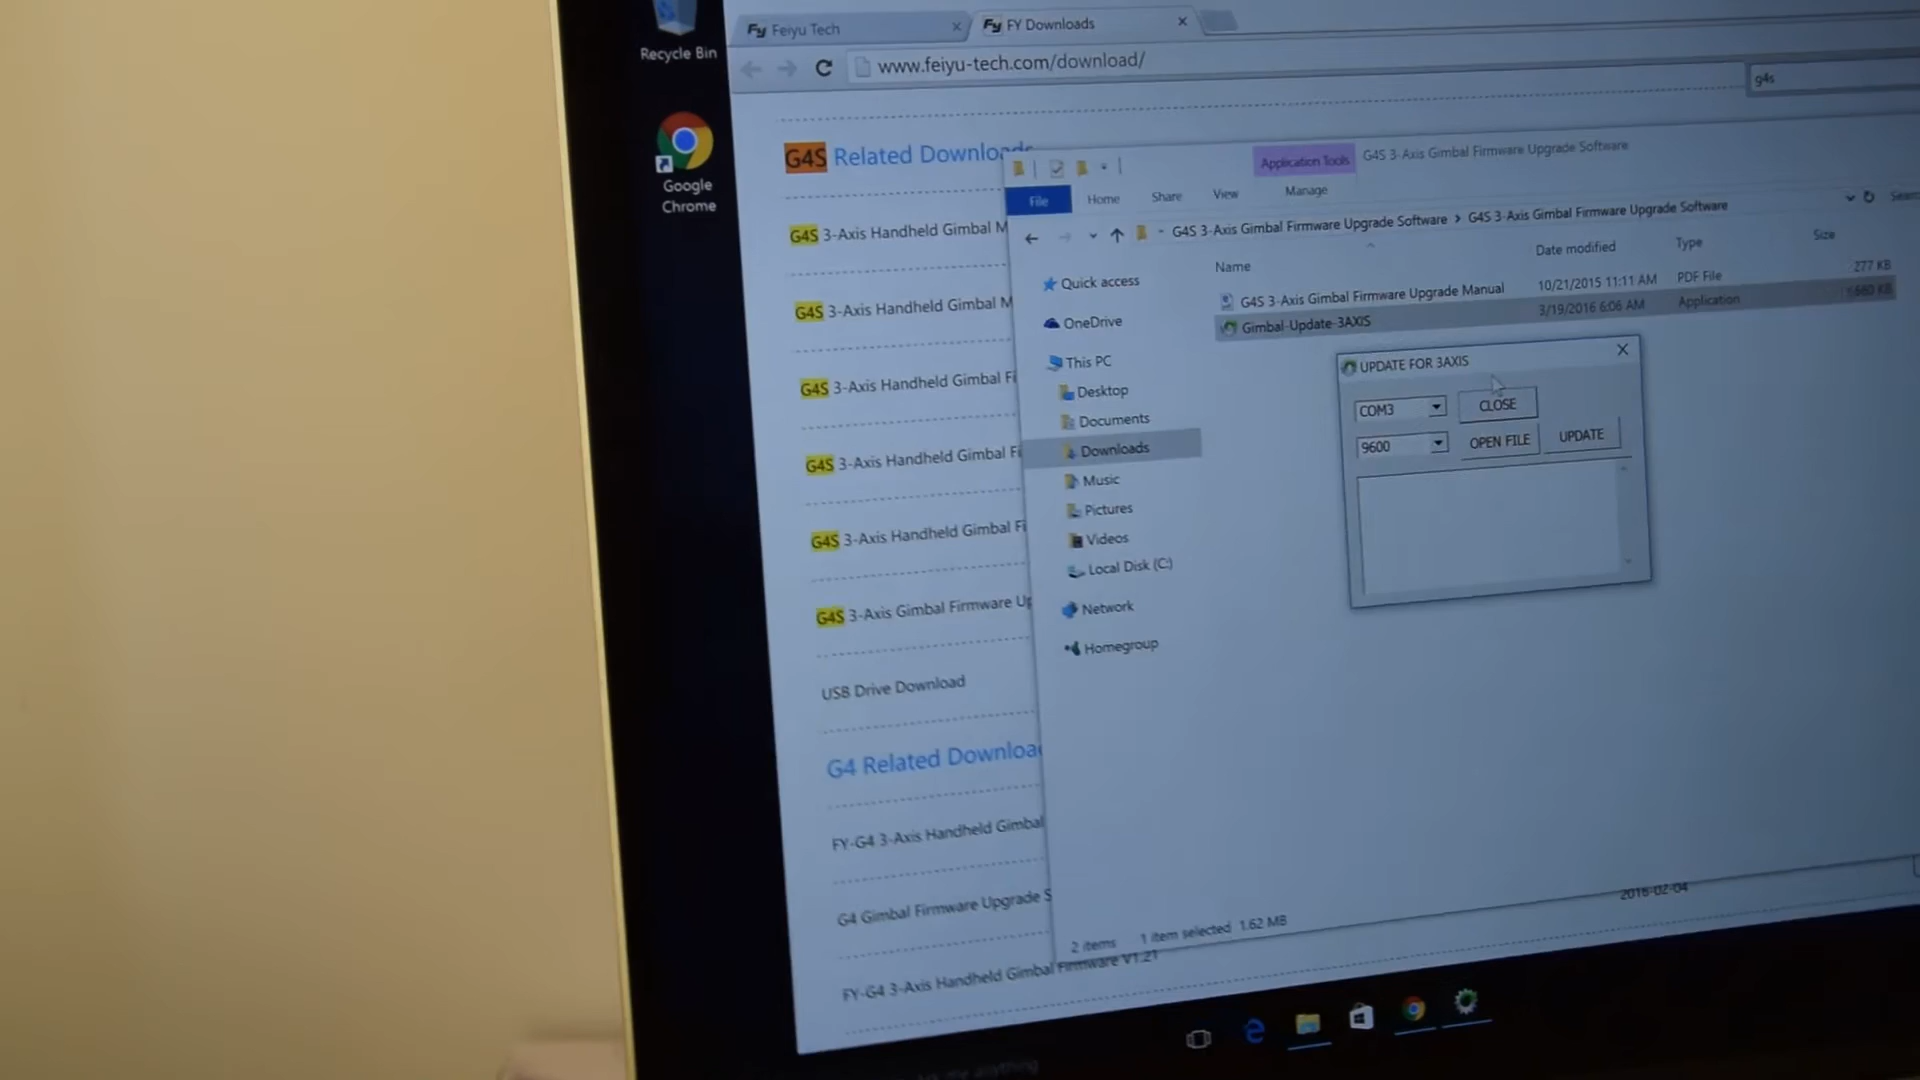 Recycle Bin
Google
Chrome
Feiyu Tech
FY Downloads
www.feiyu-tech.com/download/
g4s
G4S Related Downloads
G4S 3-Axis Handheld Gimbal M
G4S 3-Axis Handheld Gimbal M
G4S 3-Axis Handheld Gimbal Fi
G4S 3-Axis Handheld Gimbal Fi
G4S 3-Axis Handheld Gimbal Fi
G4S 3-Axis Gimbal Firmware Up
USB Drive Download
G4 Related Download
FY-G4 3-Axis Handheld Gimbal
G4 Gimbal Firmware Upgrade S
FY-G4 3-Axis Handheld Gimbal Firmware V1.21
2016-02-04
Application Tools
G4S 3-Axis Gimbal Firmware Upgrade Software
File
Home
Share
View
Manage
G4S 3-Axis Gimbal Firmware Upgrade Software > G4S 3-Axis Gimbal Firmware Upgrade Software
Name
Date modified
Type
Size
G4S 3-Axis Gimbal Firmware Upgrade Manual
10/21/2015 11:11 AM
PDF File
277 KB
Gimbal-Update-3AXIS
3/19/2016 6:06 AM
Application
Quick access
OneDrive
This PC
Desktop
Documents
Downloads
Music
Pictures
Videos
Local Disk (C:)
Network
Homegroup
UPDATE FOR 3AXIS
COM3
CLOSE
9600
OPEN FILE
UPDATE
2 items
1 item selected 1.62 MB
anything